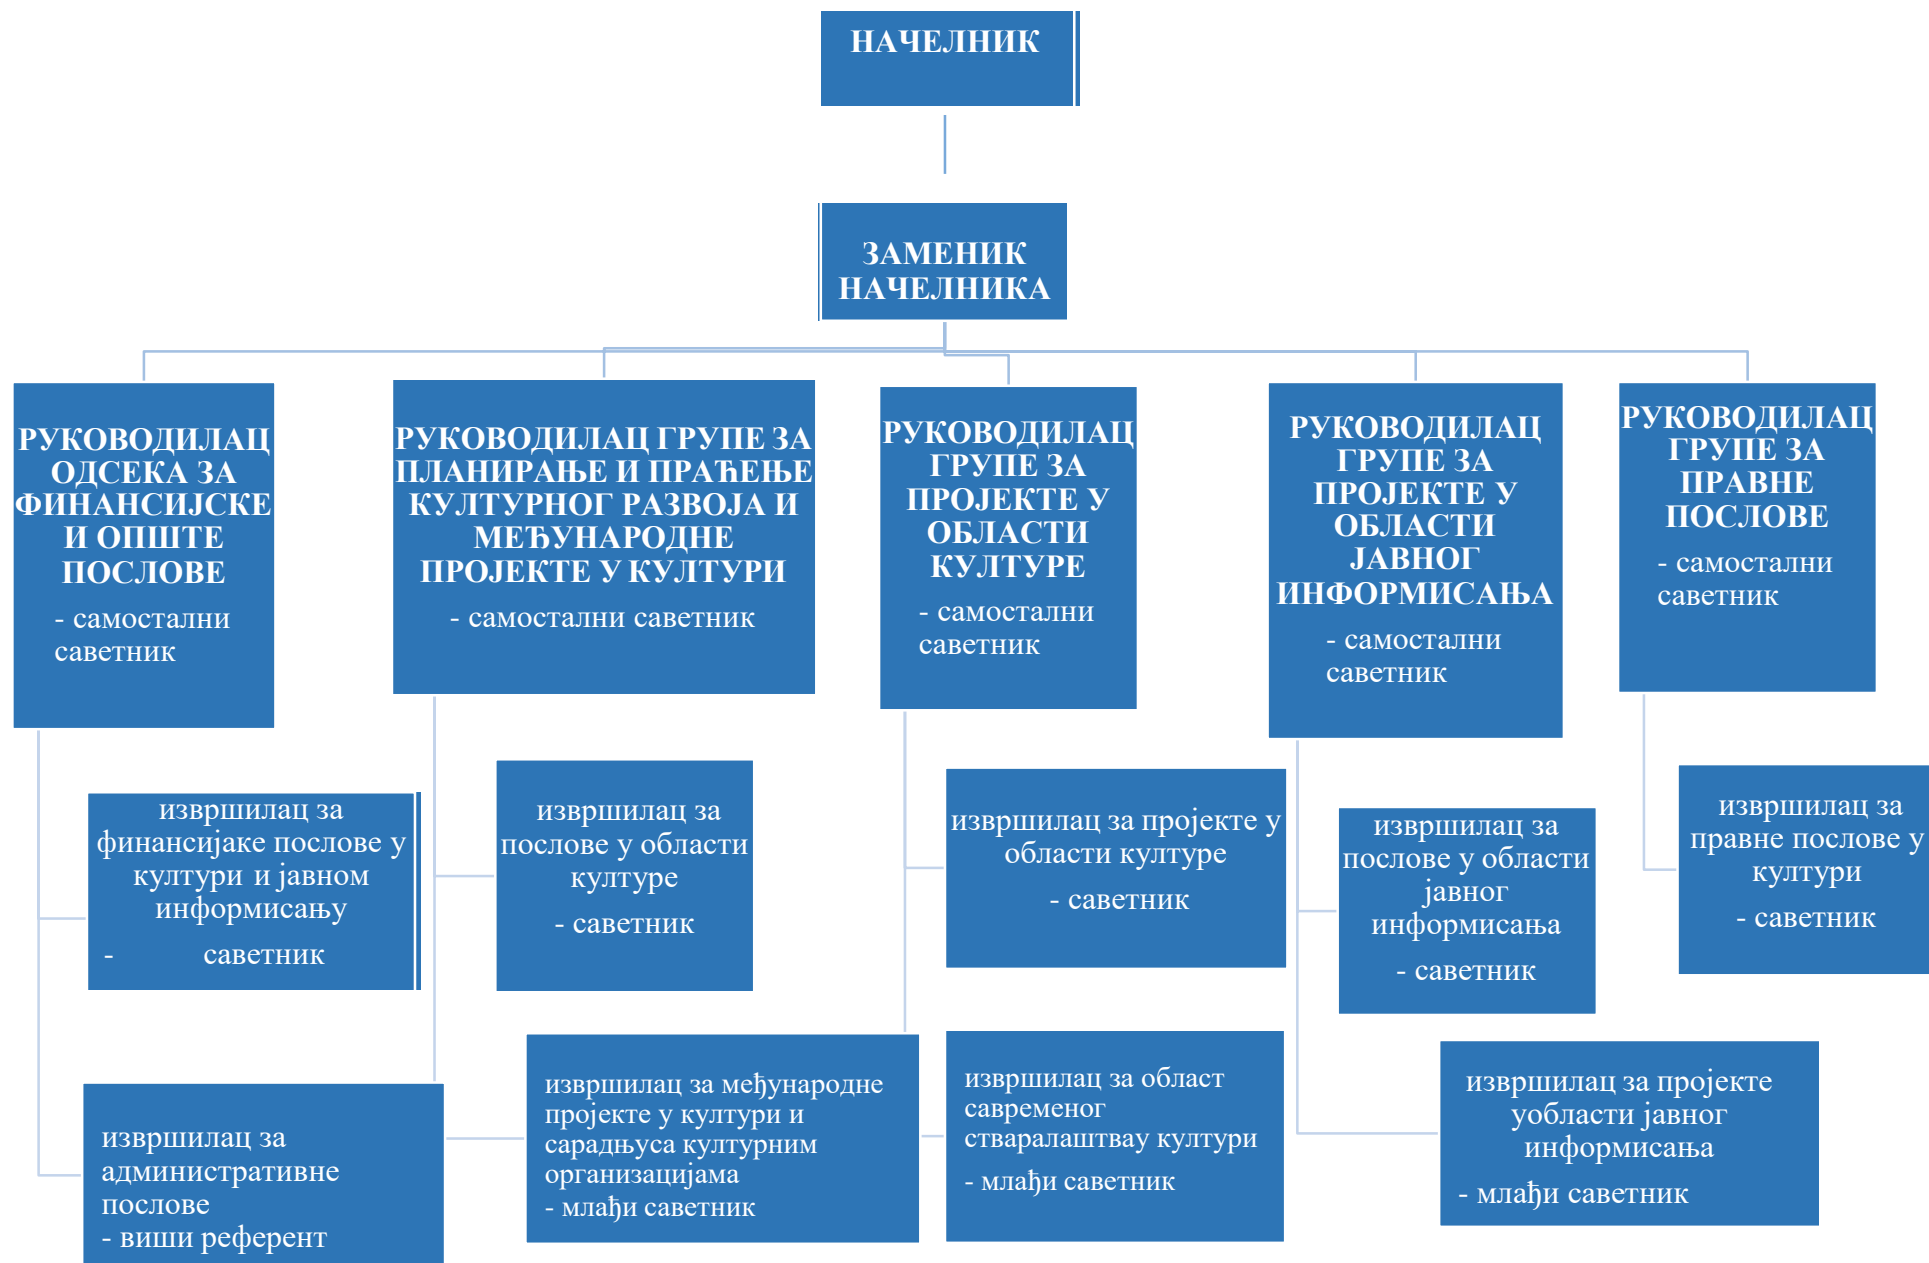 НАЧЕЛНИК
ЗАМЕНИК
НАЧЕЛНИКА
РУКОВОДИЛАЦ
ОДСЕКА ЗА
ФИНАНСИЈСКЕ
И ОПШТЕ
ПОСЛОВЕ
- самостални
саветник
РУКОВОДИЛАЦ ГРУПЕ ЗА
ПЛАНИРАЊЕ И ПРАЋЕЊЕ
КУЛТУРНОГ РАЗВОЈА И
МЕЂУНАРОДНЕ
ПРОЈЕКТЕ У КУЛТУРИ
- самостални саветник
РУКОВОДИЛАЦ
ГРУПЕ ЗА
ПРОЈЕКТЕ У
ОБЛАСТИ
КУЛТУРЕ
- самостални
саветник
РУКОВОДИЛАЦ
ГРУПЕ ЗА
ПРОЈЕКТЕ У
ОБЛАСТИ
ЈАВНОГ
ИНФОРМИСАЊА
- самостални
саветник
РУКОВОДИЛАЦ
ГРУПЕ ЗА
ПРАВНЕ
ПОСЛОВЕ
- самостални
саветник
извршилац за
финансијаке послове у
култури и јавном
информисању
- саветник
извршилац за
послове у области
културе
- саветник
извршилац за пројекте у
области културе
- саветник
извршилац за
послове у области
јавног
информисања
- саветник
извршилац за
правне послове у
култури
- саветник
извршилац за
административне
послове
- виши референт
извршилац за међународне
пројекте у култури и
сарадњуса културним
организацијама
- млађи саветник
извршилац за област
савременог
стваралаштвау култури
- млађи саветник
извршилац за пројекте
уобласти јавног
информисања
- млађи саветник